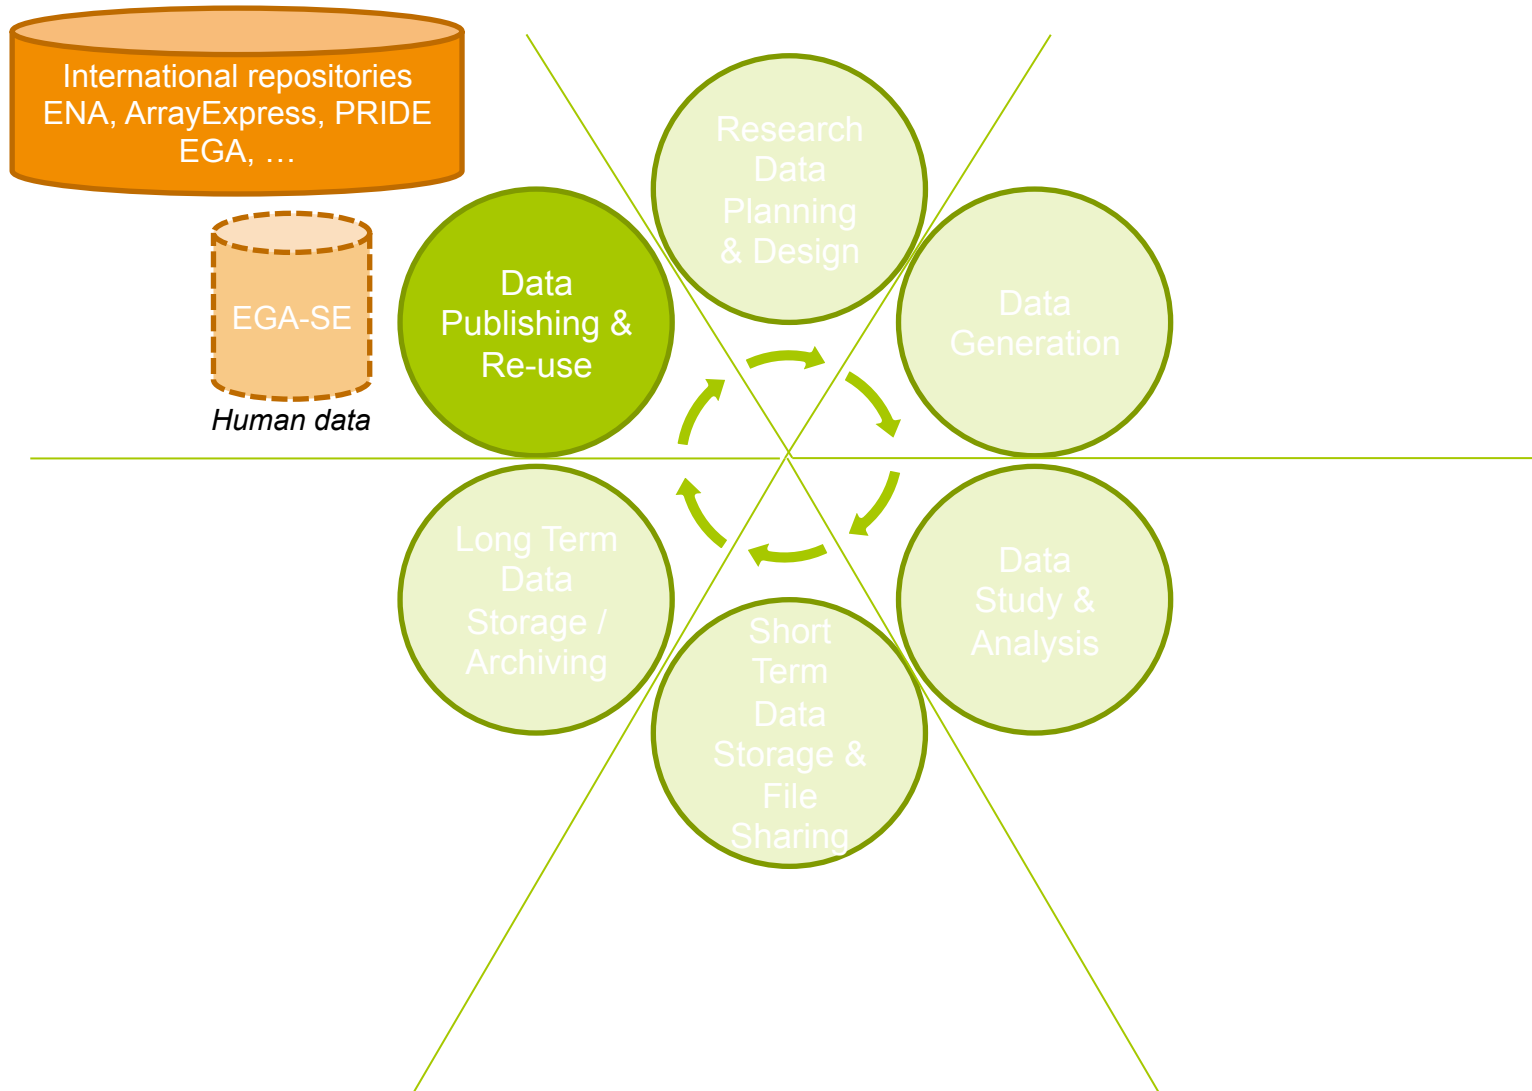 International repositories
ENA, ArrayExpress, PRIDE
EGA, …
EGA-SE
Human data
Data
Publishing &
Re-use
Research
Data
Planning
& Design
Data
Generation
Data
Study &
Analysis
Short
Term
Data
Storage &
File
Sharing
Long Term
Data
Storage /
Archiving